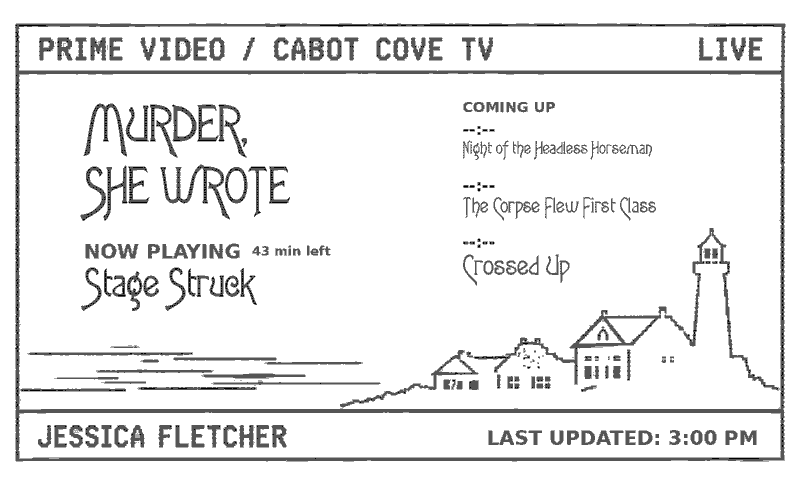 PRIME VIDEO / CABOT COVE TV
LIVE
MURDER,
SHE WROTE
NOW PLAYING 43 min left
Stage Struck
COMING UP
--:--
Night of the Headless Horseman
--:--
The Corpse Flew First Class
--:--
Crossed Up
JESSICA FLETCHER
LAST UPDATED: 3:00 PM